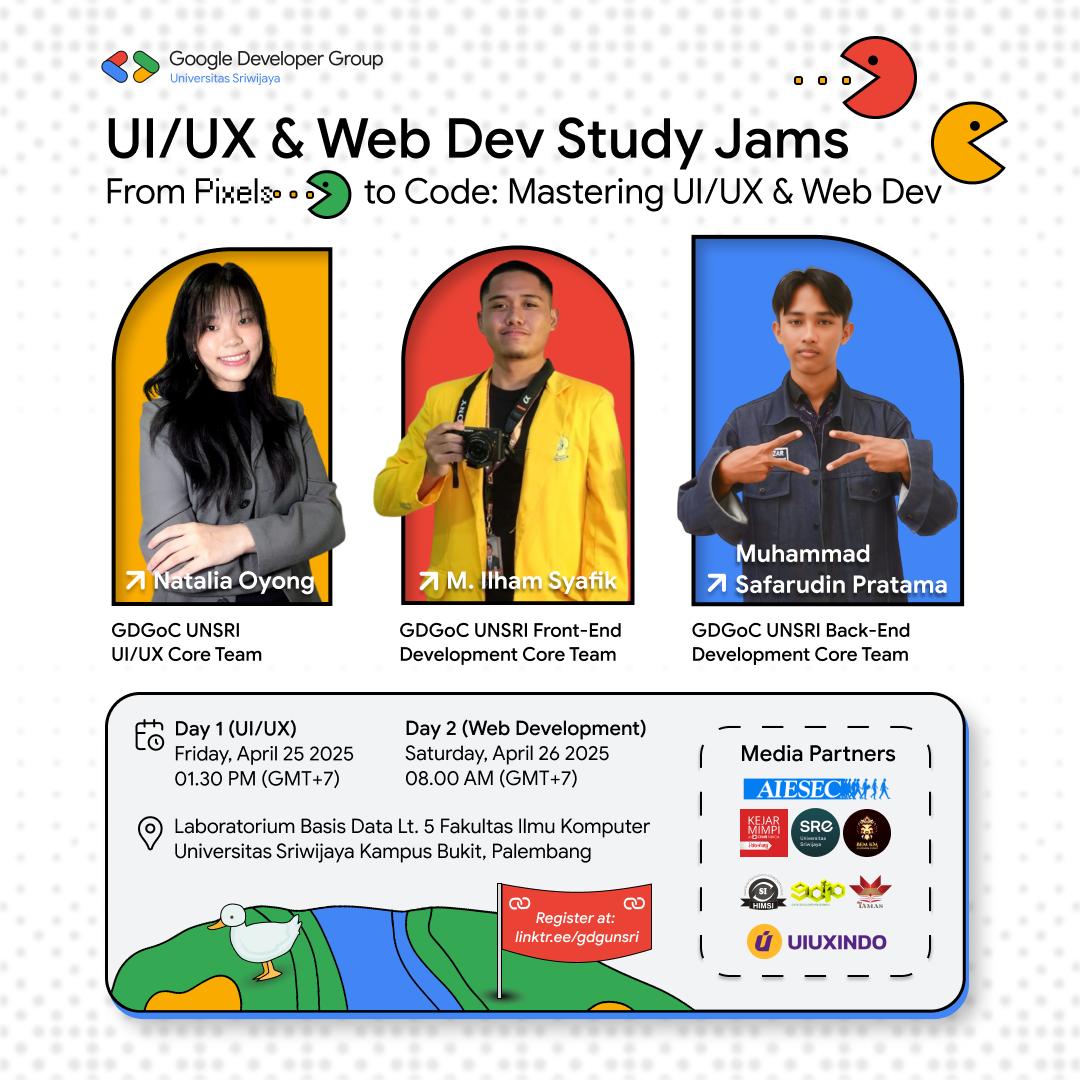 Google Developer Group
Universitas Sriwijaya
UI/UX & Web Dev Study Jams
From Pixels to Code: Mastering UI/UX & Web Dev
SONY
α
ZAR
Natalia Oyong
M. Ilham Syafik
Muhammad
Safarudin Pratama
GDGoC UNSRI
UI/UX Core Team
GDGoC UNSRI Front-End
Development Core Team
GDGoC UNSRI Back-End
Development Core Team
Day 1 (UI/UX)
Friday, April 25 2025
01.30 PM (GMT+7)
Day 2 (Web Development)
Saturday, April 26 2025
08.00 AM (GMT+7)
Laboratorium Basis Data Lt. 5 Fakultas Ilmu Komputer
Universitas Sriwijaya Kampus Bukit, Palembang
Register at:
linktr.ee/gdgunsri
Media Partners
AIESEC
KEJAR
MIMPI
SRE
Universitas
Sriwijaya
BEM KM
SI
HIMSI
gdp
TAMAS
UIUXINDO